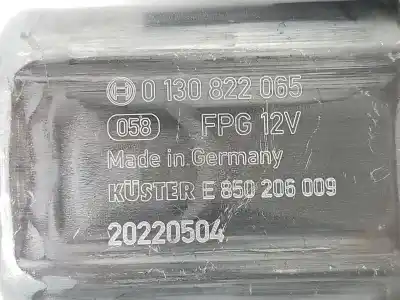 0 130 822 065
058 FPG 12V
Made in Germany
KÜSTER E 850 206 009
20220504